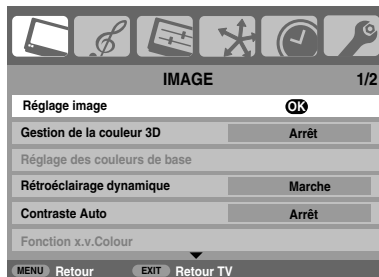 IMAGE 1/2
Réglage image OK
Gestion de la couleur 3D Arrêt
Réglage des couleurs de base
Rétroéclairage dynamique Marche
Contraste Auto Arrêt
Fonction x.v.Colour
MENU Retour EXIT Retour TV